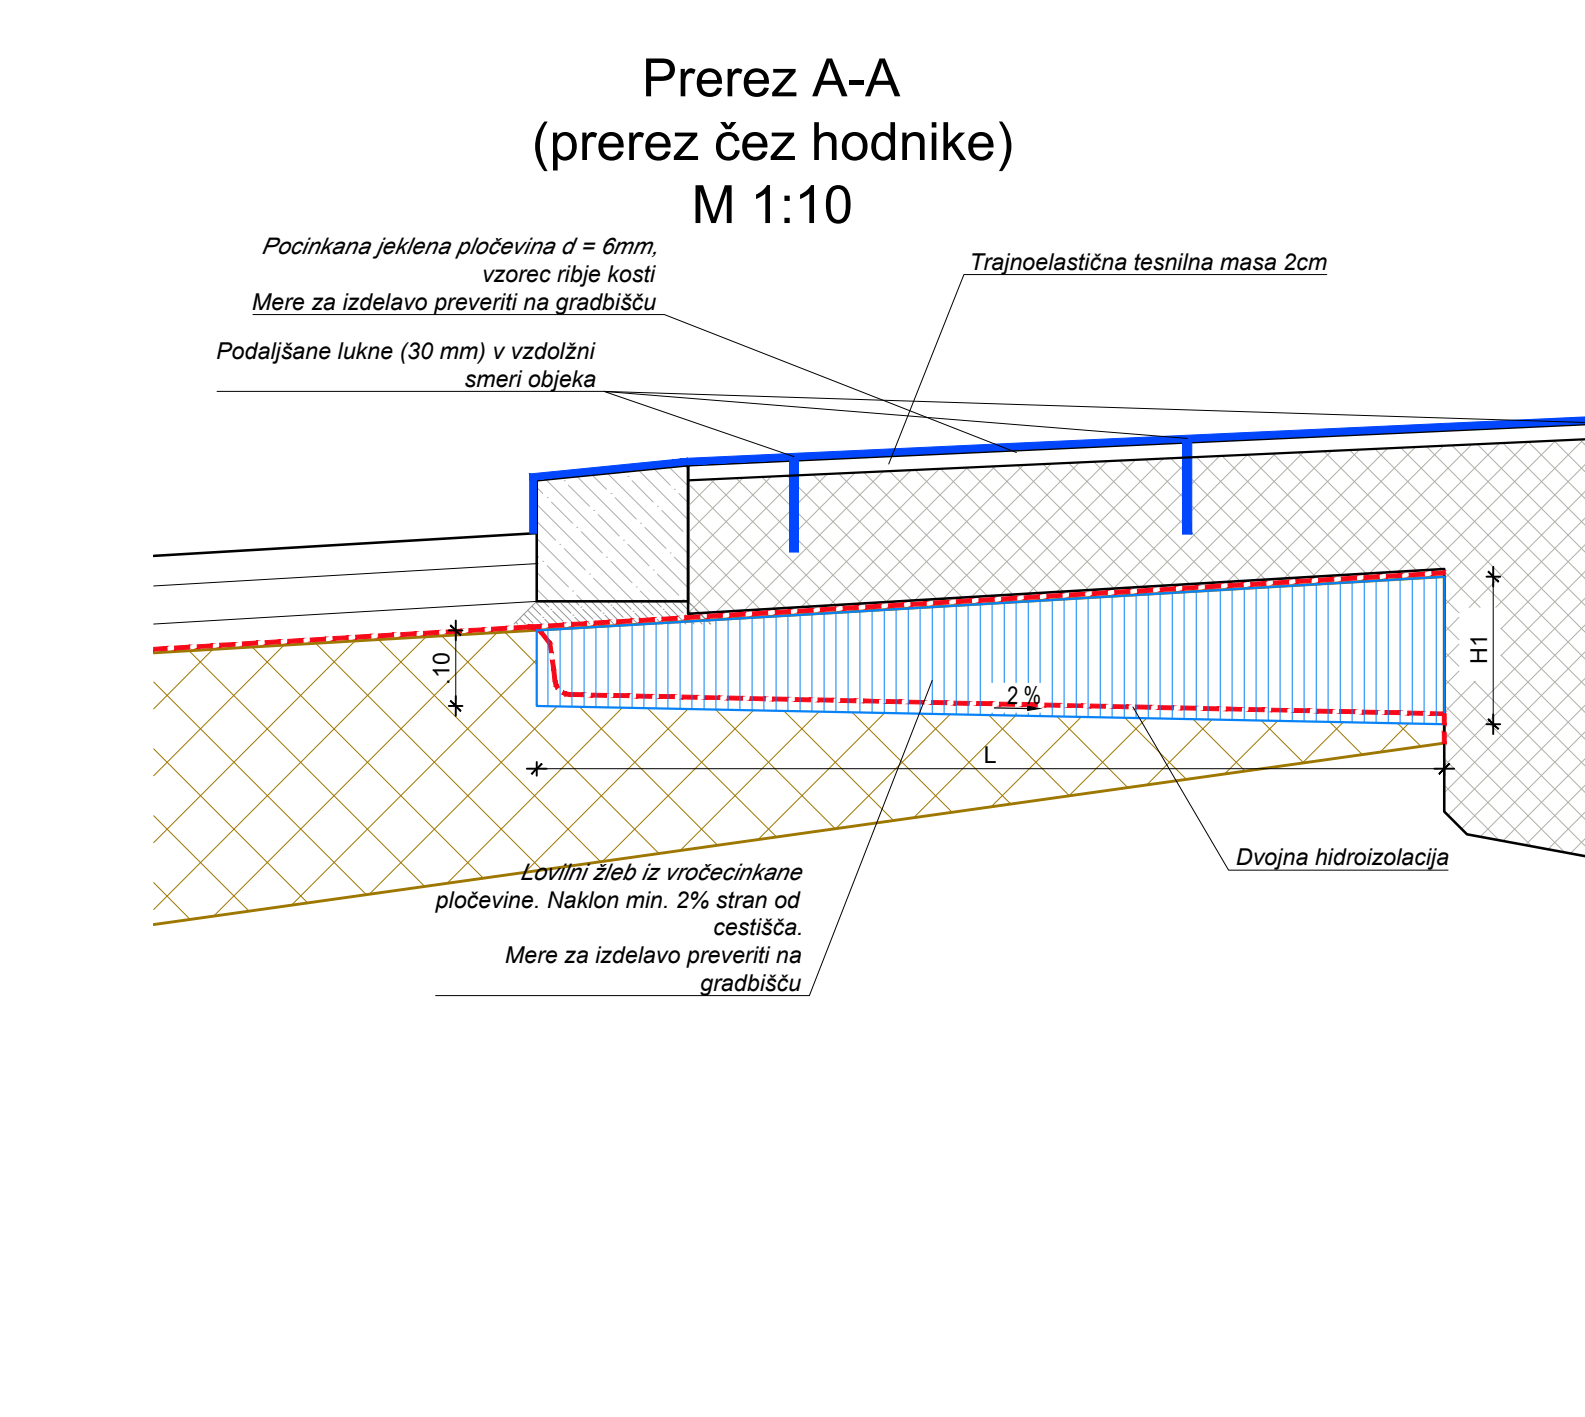 Prerez A-A
(prerez čez hodnike)
M 1:10
Pocinkana jeklena pločevina d = 6mm,
vzorec ribje kosti
Mere za izdelavo preveriti na gradbišču
Trajnoelastična tesnilna masa 2cm
Podaljšane lukne (30 mm) v vzdolžni
smeri objeka
.10
2 %
H1
L
Dvojna hidroizolacija
Lovilni žleb iz vročecinkane
pločevine. Naklon min. 2% stran od
cestišča.
Mere za izdelavo preveriti na
gradbišču